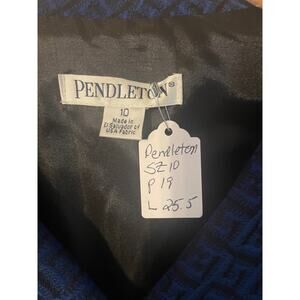 PENDLETON®
10
Made in
El Salvador of
USA Fabric
Pendleton
SZ 10
P 19
L 25.5